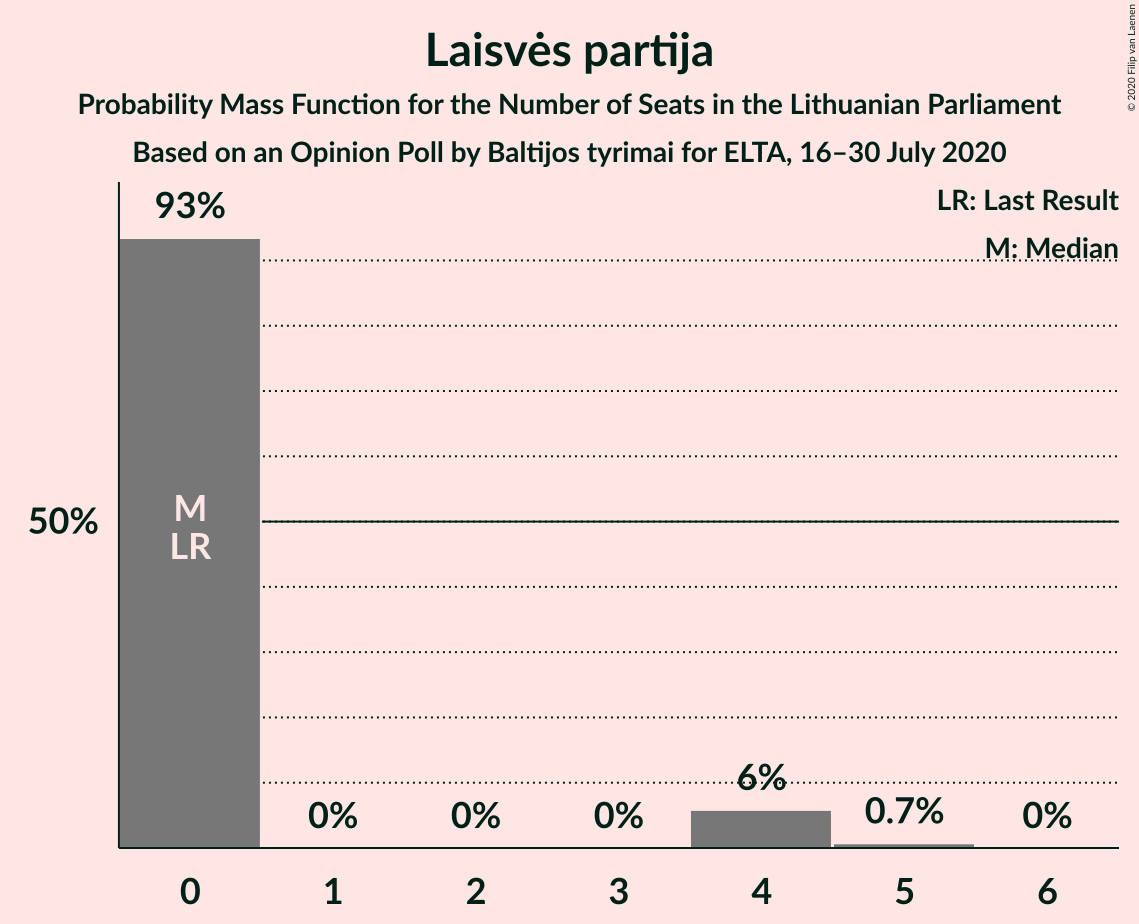 Laisvės partija
Probability Mass Function for the Number of Seats in the Lithuanian Parliament
Based on an Opinion Poll by Baltijos tyrimai for ELTA, 16–30 July 2020
© 2020 Filip van Laenen
LR: Last Result
M: Median
93%
50%
M
LR
0%
0%
0%
6%
0.7%
0%
0
1
2
3
4
5
6